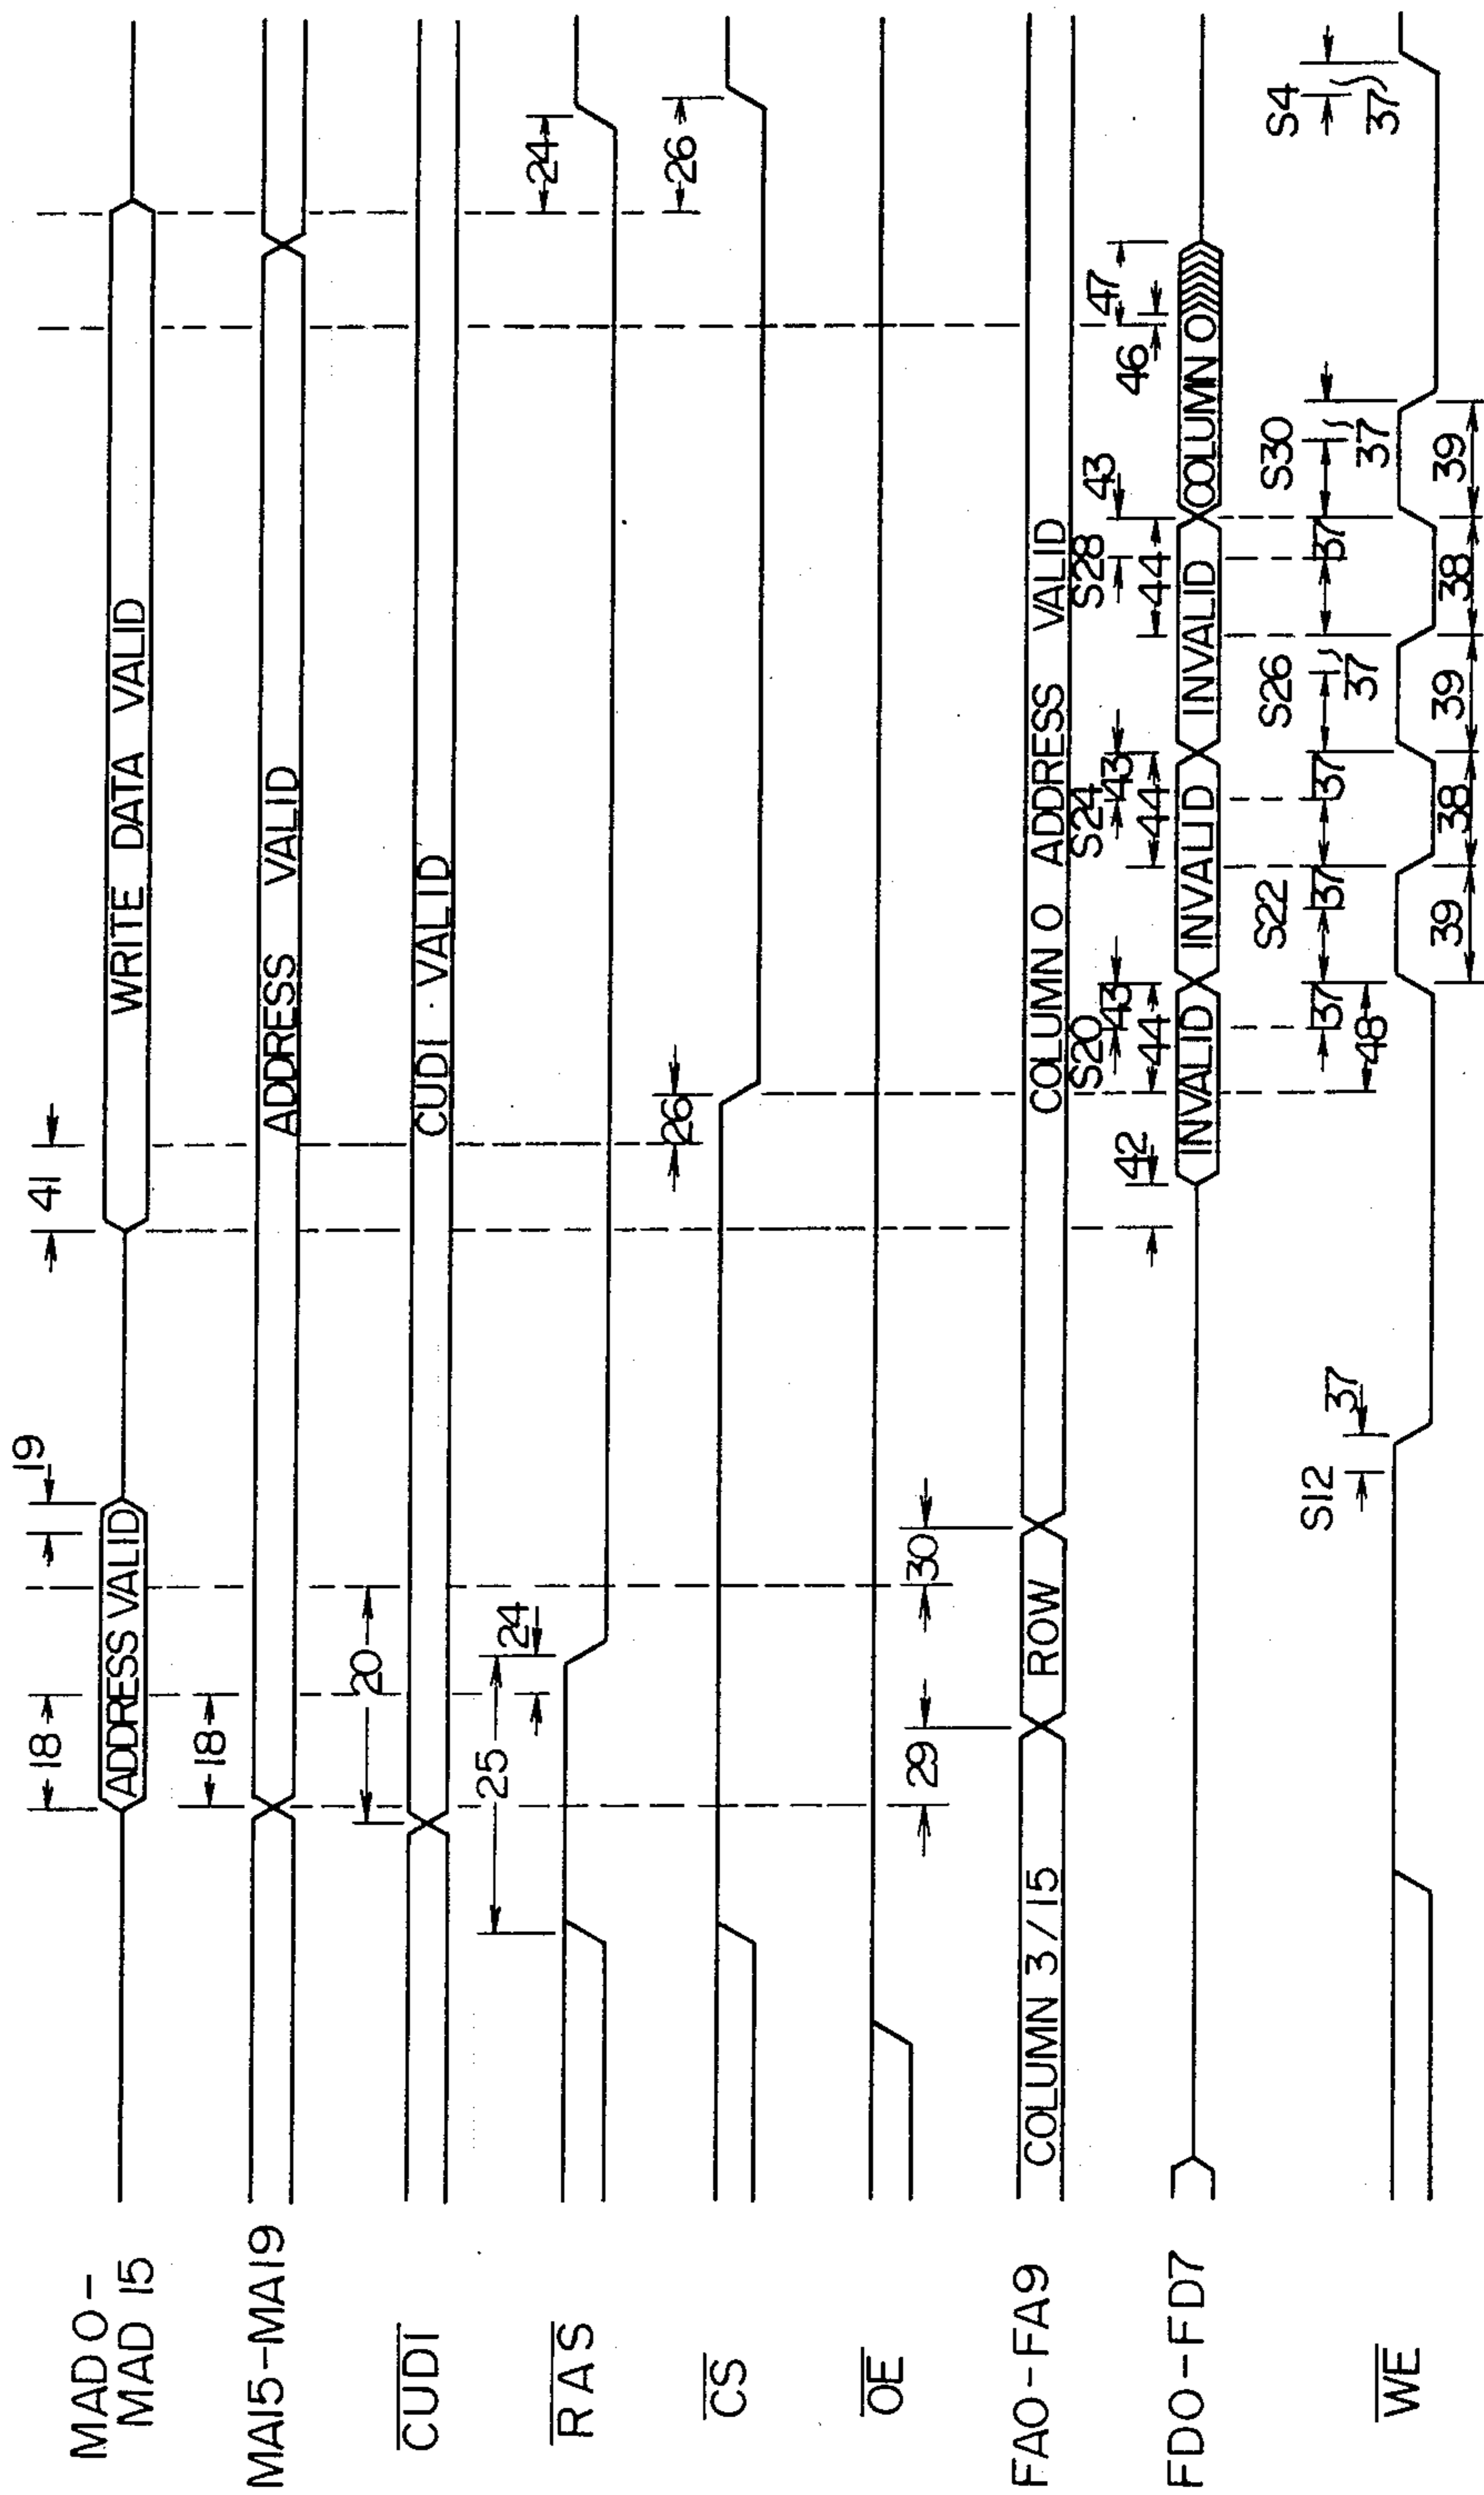 MAD0-
MAD 15
18
ADDRESS VALID
19
41
WRITE DATA VALID
MA15-MA19
18
ADDRESS VALID
CUDI
20
CUDI VALID
RAS
25
24
24
CS
26
26
OE
29
30
FA0-FA9
COLUMN 3/15
ROW
COLUMN 0 ADDRESS VALID
S20
S24
S28
43
43
43
42
44
44
44
46
47
FD0-FD7
INVALID
INVALID
INVALID
COLUMN 0
S12
37
S22
S26
S30
S4
37
37
37
37
37
37
37
48
WE
39
38
39
38
39